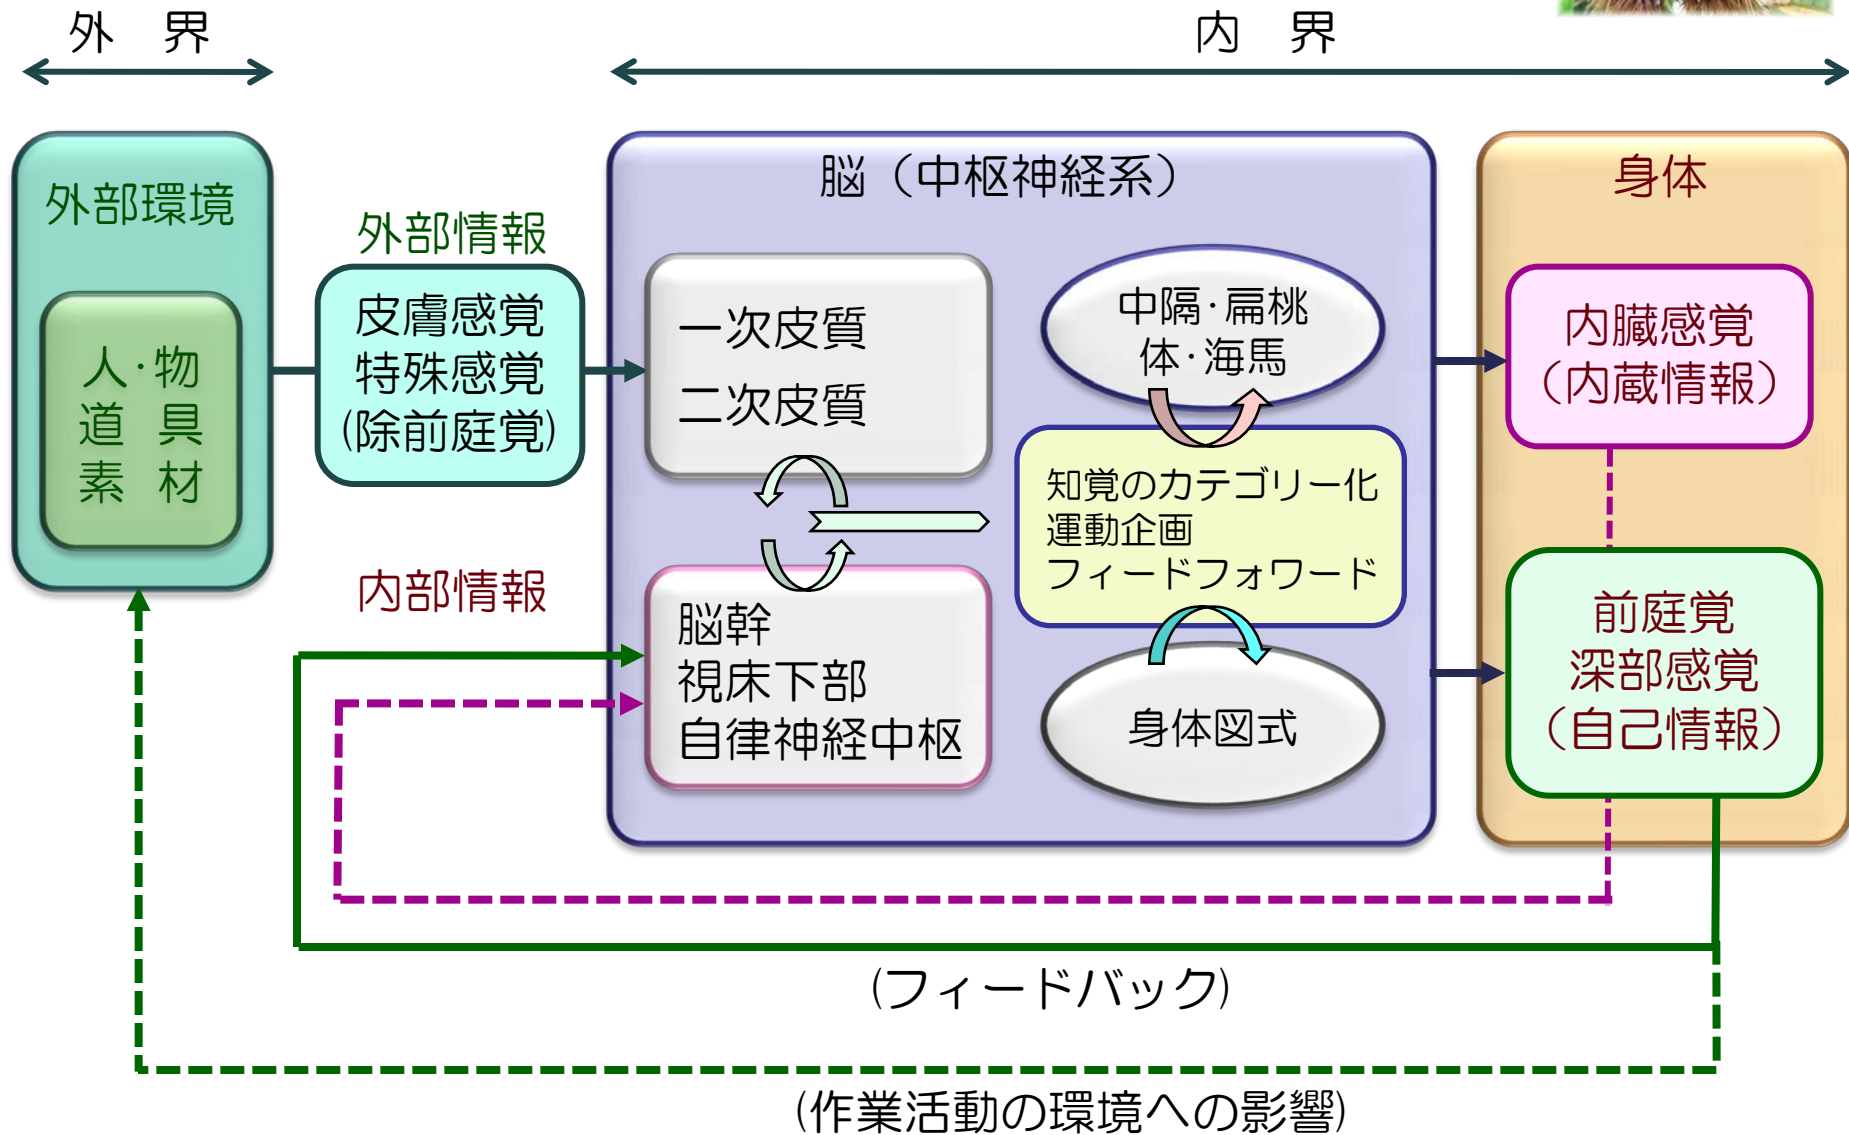 外 界
内 界
外部環境
人・物
道 具
素 材
外部情報
皮膚感覚
特殊感覚
(除前庭覚)
内部情報
脳（中枢神経系）
一次皮質
二次皮質
脳幹
視床下部
自律神経中枢
中隔・扁桃
体・海馬
知覚のカテゴリー化
運動企画
フィードフォワード
身体図式
身体
内臓感覚
（内蔵情報）
前庭覚
深部感覚
（自己情報）
(フィードバック)
(作業活動の環境への影響)